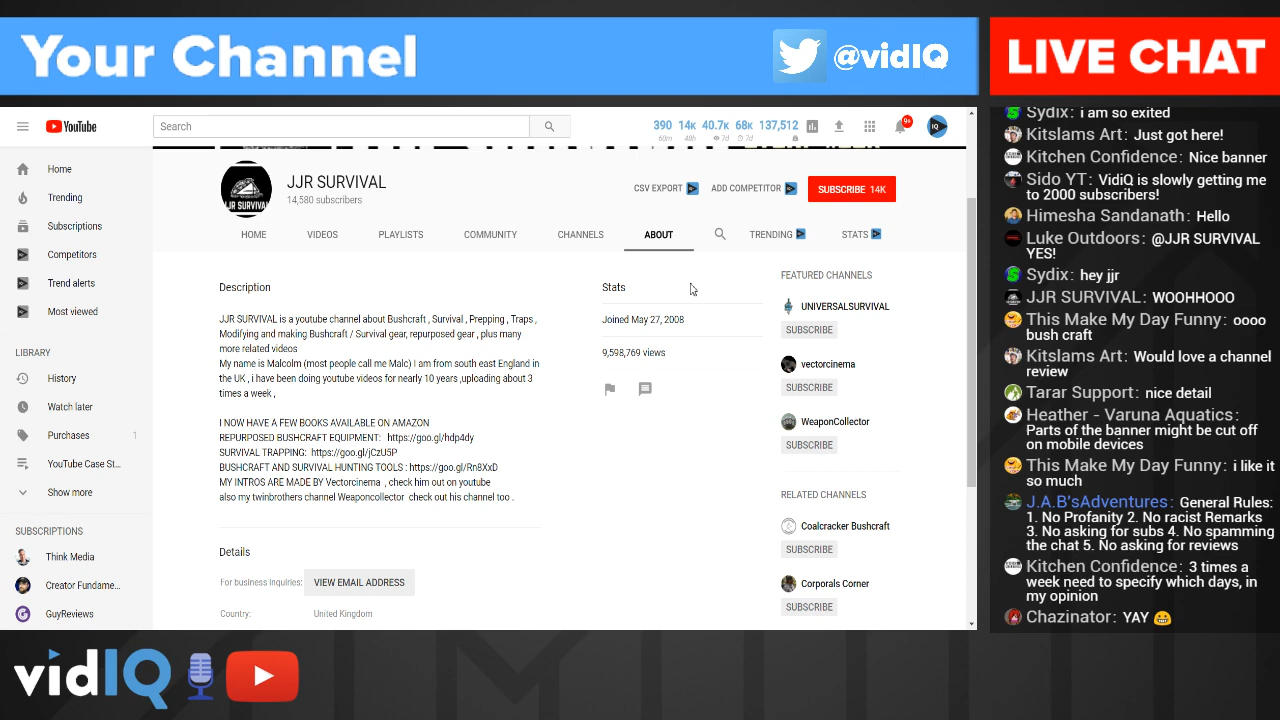 Your Channel
@vidIQ
LIVE CHAT
YouTube
Search
390 14k 40.7k 68k 137,512
60m 48h 7d 7d
9+
IQ
JJR SURVIVAL
JJR SURVIVAL
14,580 subscribers
CSV EXPORT
ADD COMPETITOR
SUBSCRIBE 14K
HOME VIDEOS PLAYLISTS COMMUNITY CHANNELS ABOUT TRENDING STATS
Home
Trending
Subscriptions
Competitors
Trend alerts
Most viewed
LIBRARY
History
Watch later
Purchases 1
YouTube Case St...
Show more
SUBSCRIPTIONS
Think Media
Creator Fundame...
GuyReviews
Description
JJR SURVIVAL is a youtube channel about Bushcraft , Survival , Prepping , Traps ,
Modifying and making Bushcraft / Survival gear, repurposed gear , plus many
more related videos
My name is Malcolm (most people call me Malc) I am from south east England in
the UK , i have been doing youtube videos for nearly 10 years ,uploading about 3
times a week ,
I NOW HAVE A FEW BOOKS AVAILABLE ON AMAZON
REPURPOSED BUSHCRAFT EQUIPMENT: https://goo.gl/hdp4dy
SURVIVAL TRAPPING: https://goo.gl/jCzU5P
BUSHCRAFT AND SURVIVAL HUNTING TOOLS : https://goo.gl/Rn8XxD
MY INTROS ARE MADE BY Vectorcinema , check him out on youtube
also my twinbrothers channel Weaponcollector check out his channel too .
Details
For business inquiries: VIEW EMAIL ADDRESS
Country: United Kingdom
Stats
Joined May 27, 2008
9,598,769 views
FEATURED CHANNELS
UNIVERSALSURVIVAL
SUBSCRIBE
vectorcinema
SUBSCRIBE
WeaponCollector
SUBSCRIBE
RELATED CHANNELS
Coalcracker Bushcraft
SUBSCRIBE
Corporals Corner
SUBSCRIBE
Sydix: i am so exited
Kitslams Art: Just got here!
Kitchen Confidence: Nice banner
Sido YT: VidiQ is slowly getting me
to 2000 subscribers!
Himesha Sandanath: Hello
Luke Outdoors: @JJR SURVIVAL
YES!
Sydix: hey jjr
JJR SURVIVAL: WOOHHOOO
This Make My Day Funny: oooo
bush craft
Kitslams Art: Would love a channel
review
Tarar Support: nice detail
Heather - Varuna Aquatics:
Parts of the banner might be cut off
on mobile devices
This Make My Day Funny: i like it
so much
J.A.B'sAdventures: General Rules:
1. No Profanity 2. No racist Remarks
3. No asking for subs 4. No spamming
the chat 5. No asking for reviews
Kitchen Confidence: 3 times a
week need to specify which days, in
my opinion
Chazinator: YAY
vidIQ